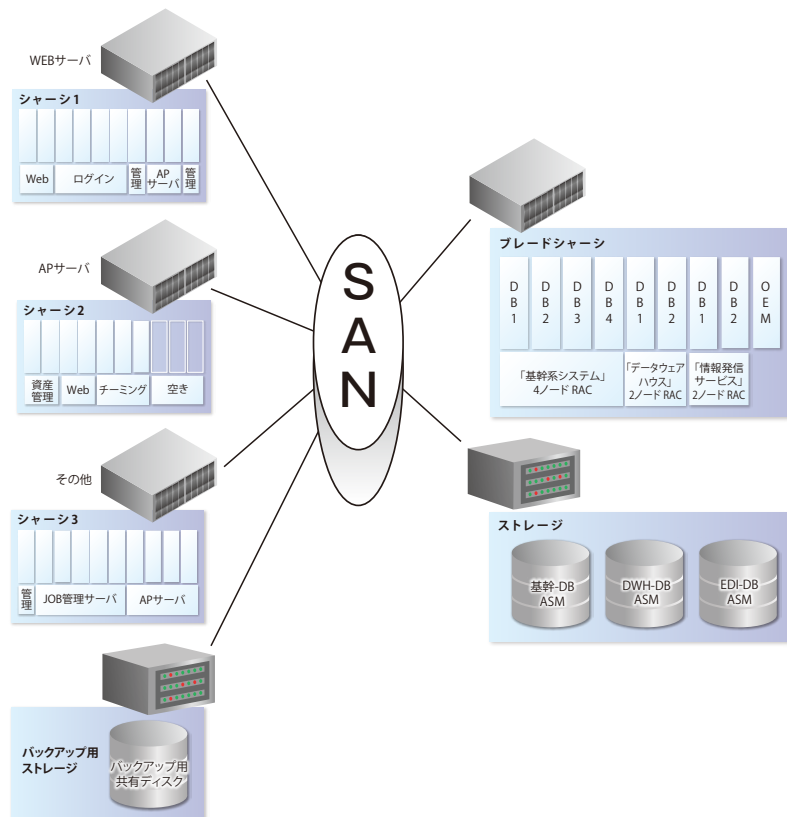 WEBサーバ
シャーシ1
Web
ログイン
管
理
AP
サーバ
管
理
APサーバ
シャーシ2
資産
管理
Web
チーミング
空き
その他
シャーシ3
管
理
JOB管理サーバ
APサーバ
バックアップ用
ストレージ
バックアップ用
共有ディスク
S
A
N
ブレードシャーシ
D
B
1
D
B
2
D
B
3
D
B
4
D
B
1
D
B
2
D
B
1
D
B
2
O
E
M
「基幹系システム」
4ノード RAC
「データウェア
ハウス」
2ノード RAC
「情報発信
サービス」
2ノード RAC
ストレージ
基幹-DB
ASM
DWH-DB
ASM
EDI-DB
ASM